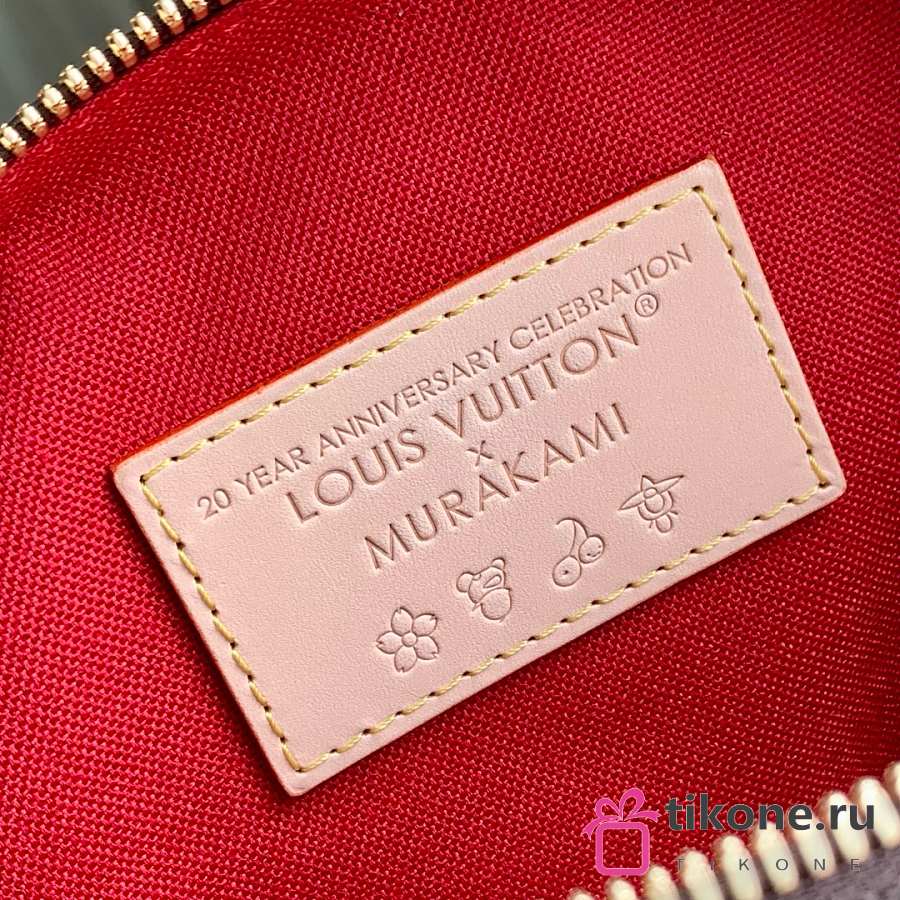 20 YEAR ANNIVERSARY CELEBRATION
LOUIS VUITTON®
x
MURAKAMI
tikone.ru
TIKONE